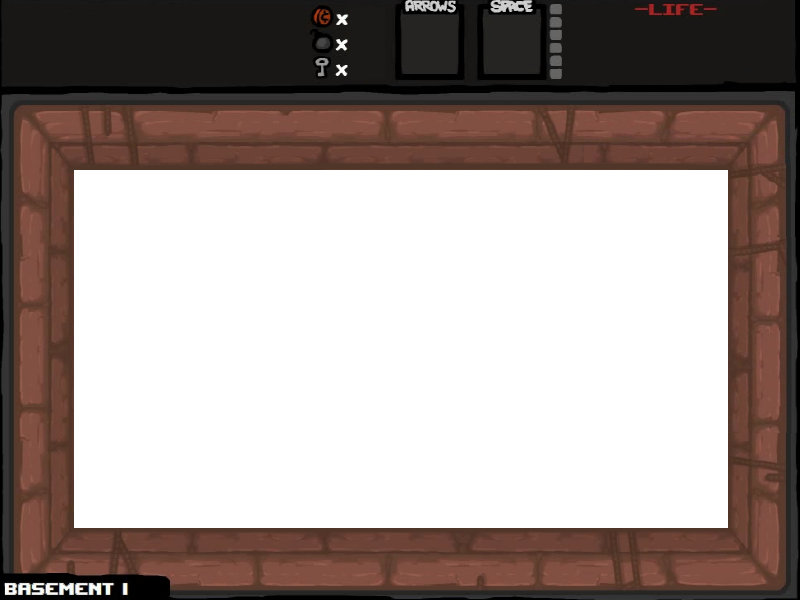 x
x
x
ARROWS
SPACE
-LIFE-
BASEMENT I